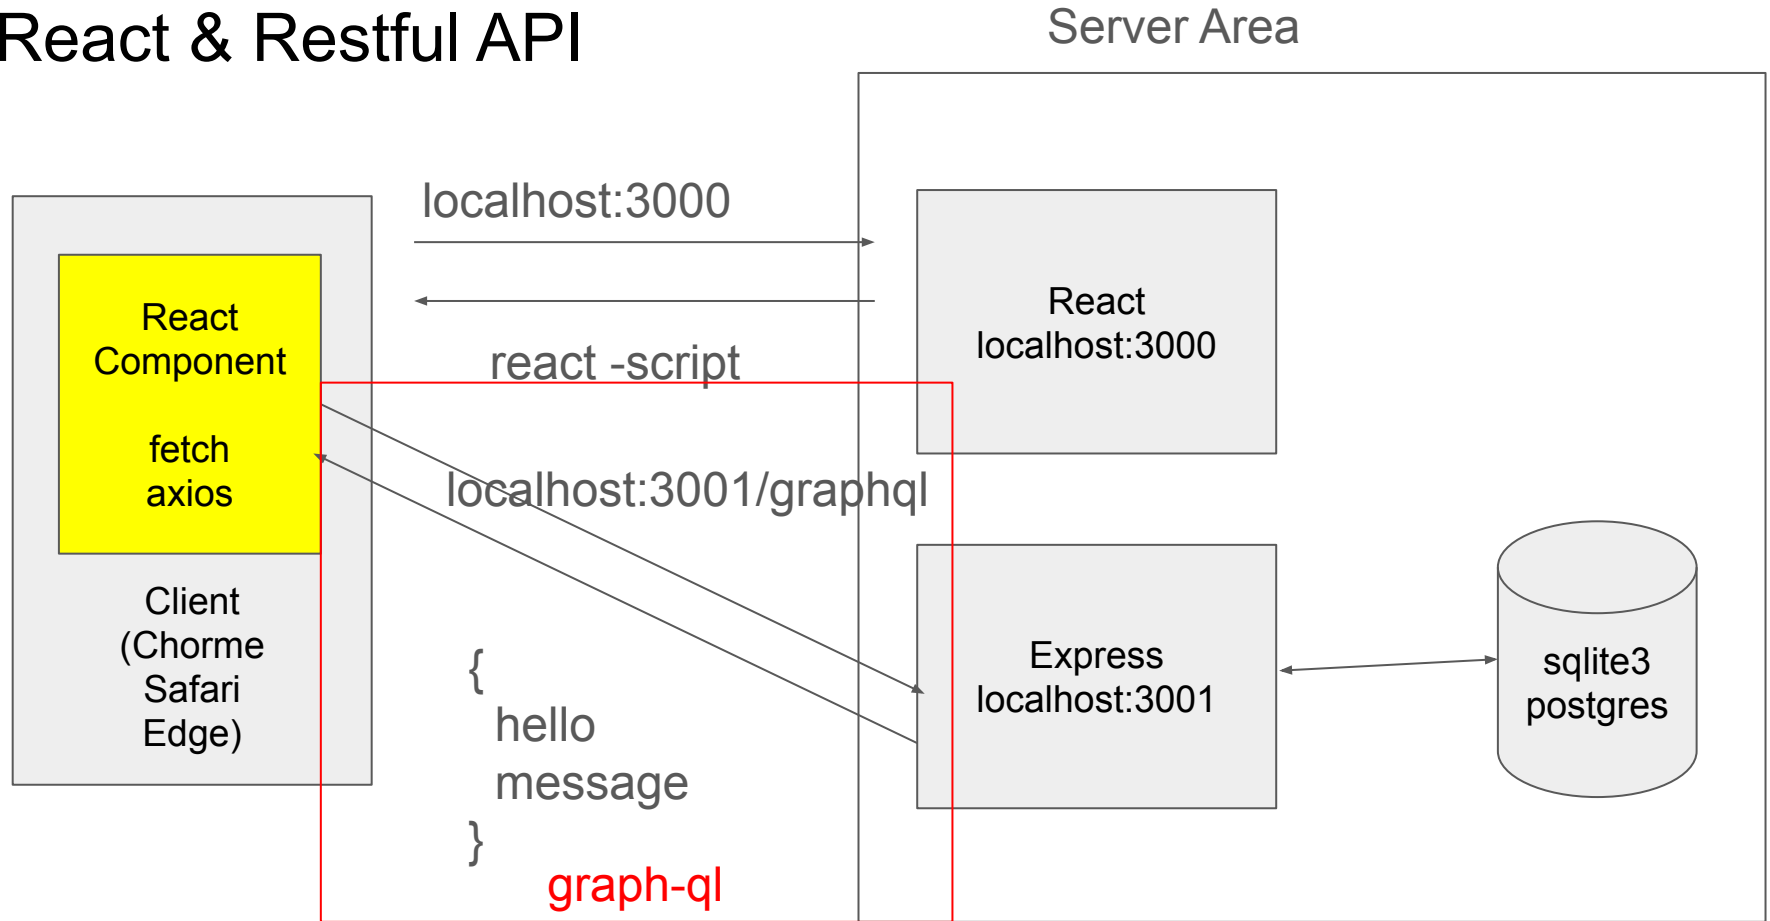 React & Restful API
Server Area
localhost:3000
react -script
React
Component
fetch
axios
Client
(Chorme
Safari
Edge)
React
localhost:3000
localhost:3001/graphql
{
hello
message
}
graph-ql
Express
localhost:3001
sqlite3
postgres